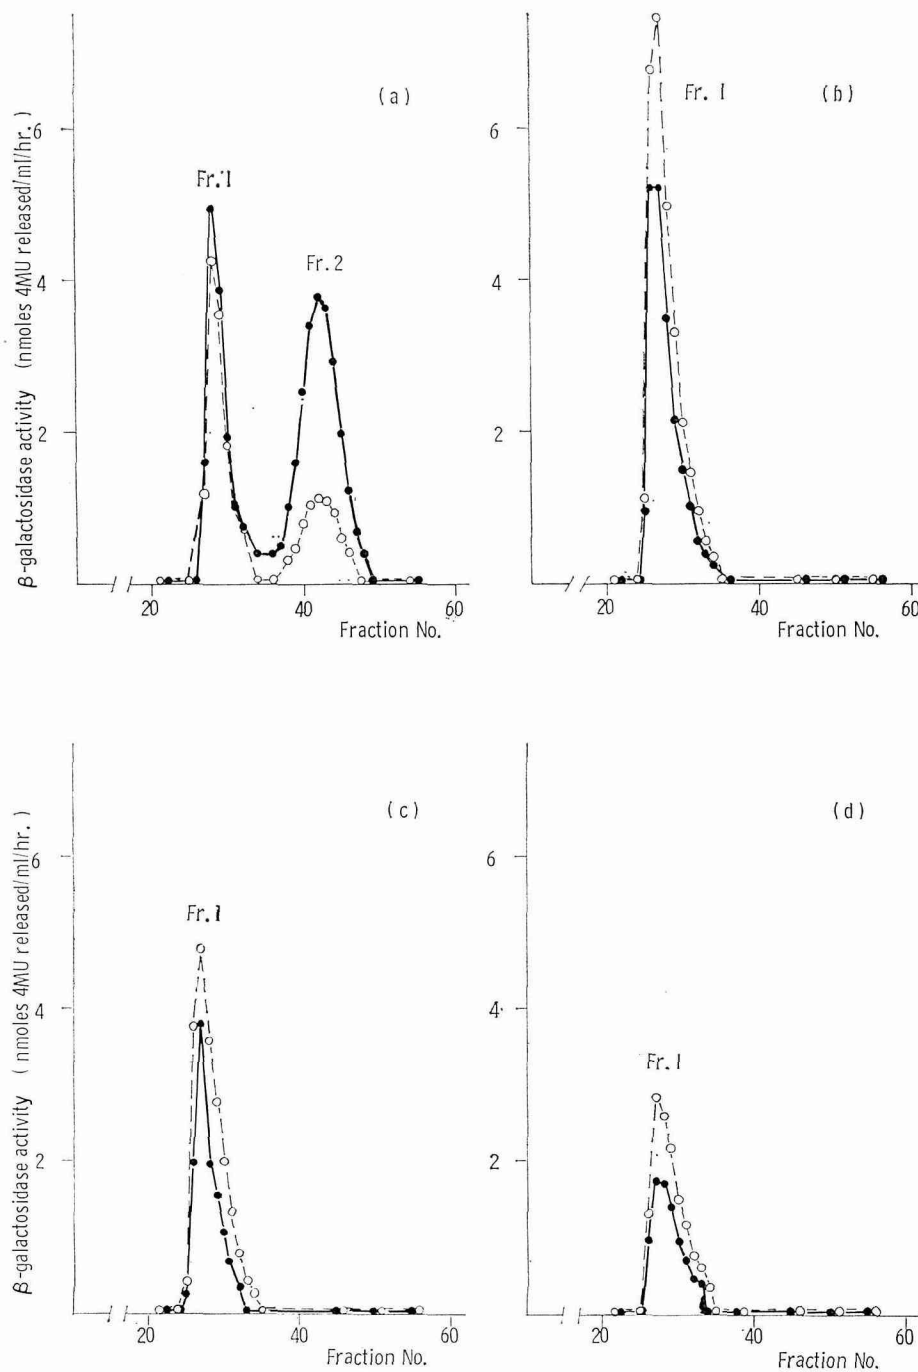 β-galactosidase activity (nmoles 4MU released/ml/hr.)
(a)
6
4
2
Fr. 1
Fr. 2
20
40
60
Fraction No.
(b)
Fr. 1
6
4
2
20
40
60
Fraction No.
β-galactosidase activity (nmoles 4MU released/ml/hr.)
(c)
6
4
2
Fr. 1
20
40
60
Fraction No.
(d)
6
4
2
Fr. 1
20
40
60
Fraction No.